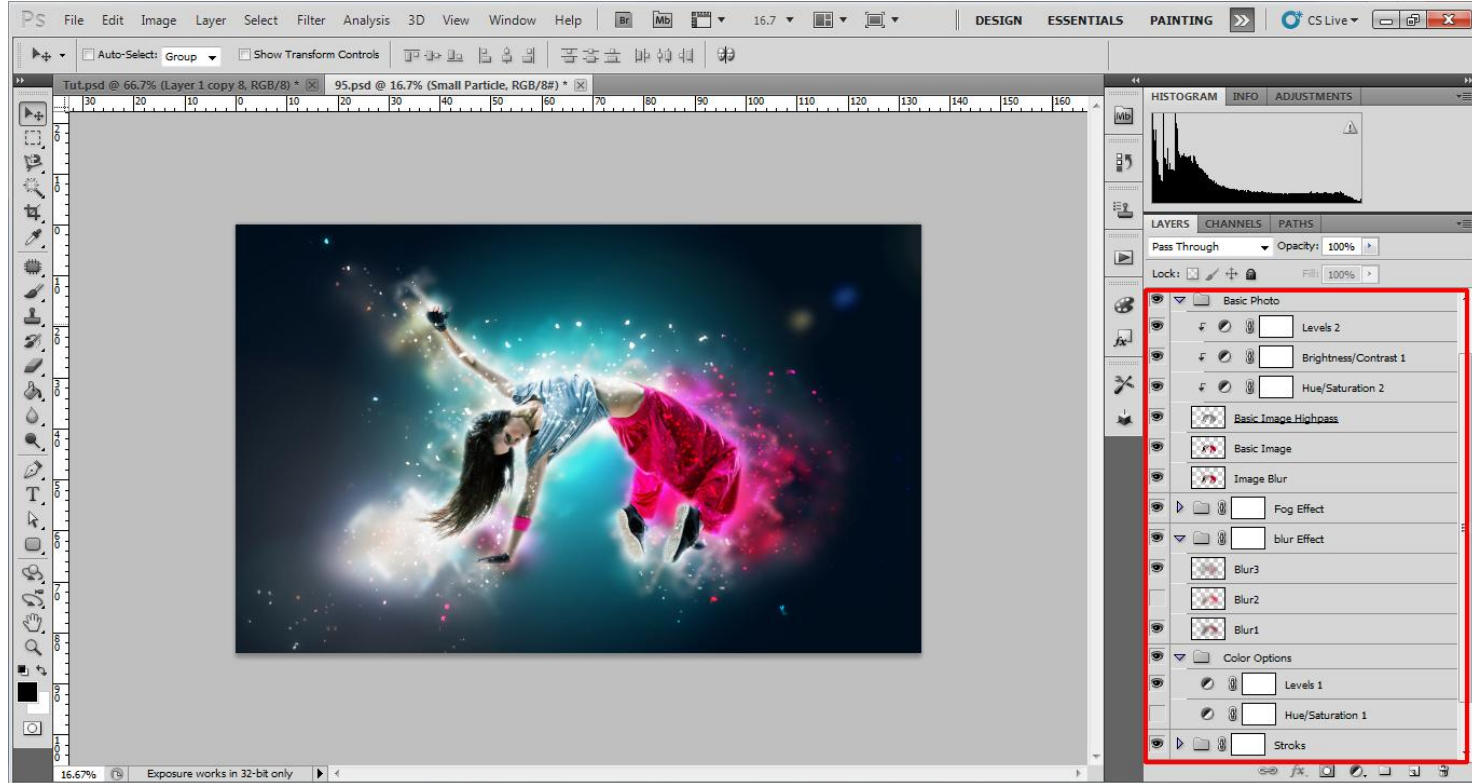 Ps File Edit Image Layer Select Filter Analysis 3D View Window Help Br Mb 16.7 DESIGN ESSENTIALS PAINTING CS Live
Auto-Select: Group Show Transform Controls
Tut.psd @ 66.7% (Layer 1 copy 8, RGB/8) * 95.psd @ 16.7% (Small Particle, RGB/8#) *
30 20 10 0 10 20 30 40 50 60 70 80 90 100 110 120 130 140 150 160
Mb
HISTOGRAM INFO ADJUSTMENTS
LAYERS CHANNELS PATHS
Pass Through Opacity: 100%
Lock: Fill: 100%
Basic Photo
Levels 2
Brightness/Contrast 1
Hue/Saturation 2
Basic Image Highpass
Basic Image
Image Blur
Fog Effect
blur Effect
Blur3
Blur2
Blur1
Color Options
Levels 1
Hue/Saturation 1
Stroks
16.67% Exposure works in 32-bit only